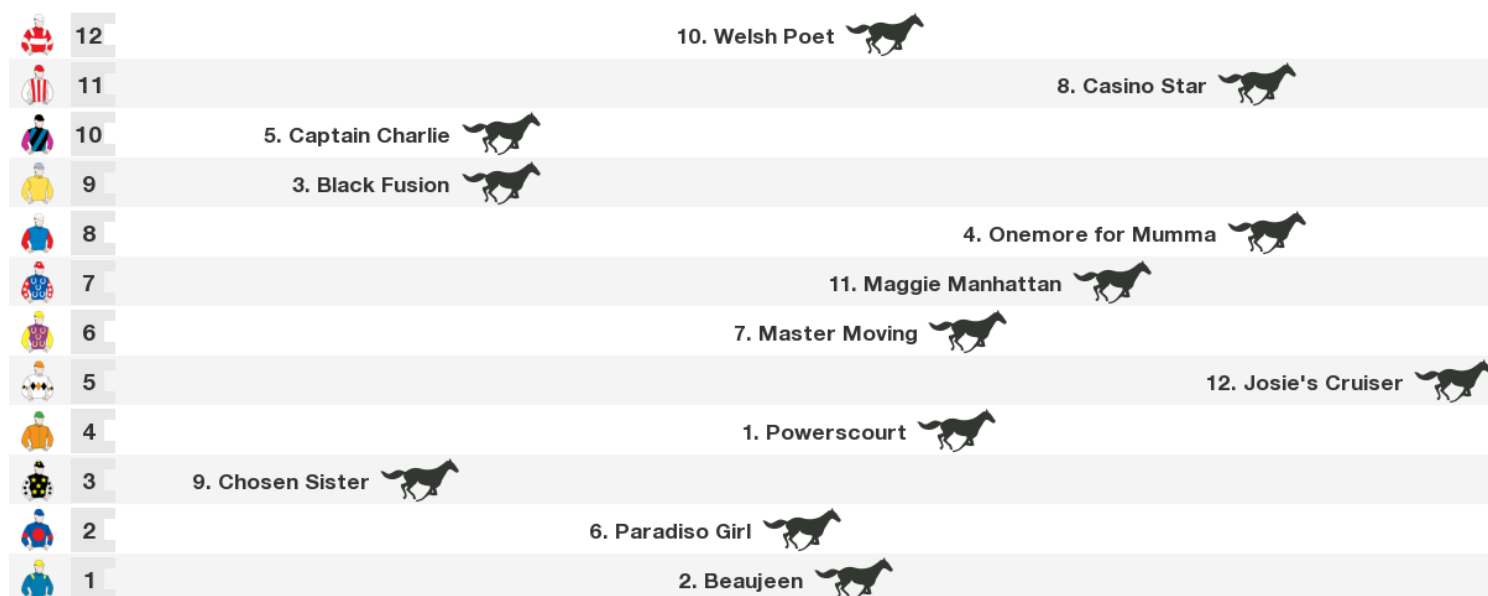 12 10. Welsh Poet
11 8. Casino Star
10 5. Captain Charlie
9 3. Black Fusion
8 4. Onemore for Mumma
7 11. Maggie Manhattan
6 7. Master Moving
5 12. Josie's Cruiser
4 1. Powerscourt
3 9. Chosen Sister
2 6. Paradiso Girl
1 2. Beaujeen